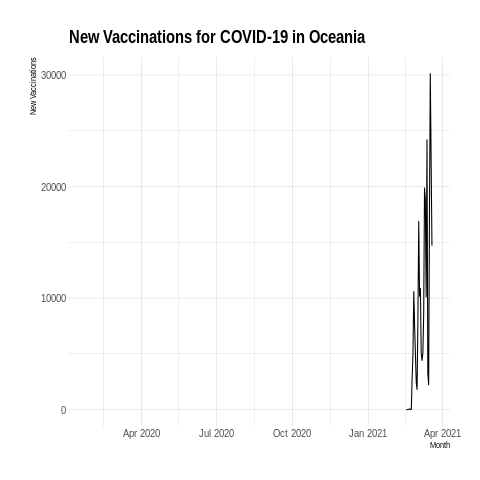 New Vaccinations for COVID-19 in Oceania
New Vaccinations
30000
20000
10000
0
Apr 2020
Jul 2020
Oct 2020
Jan 2021
Apr 2021
Month